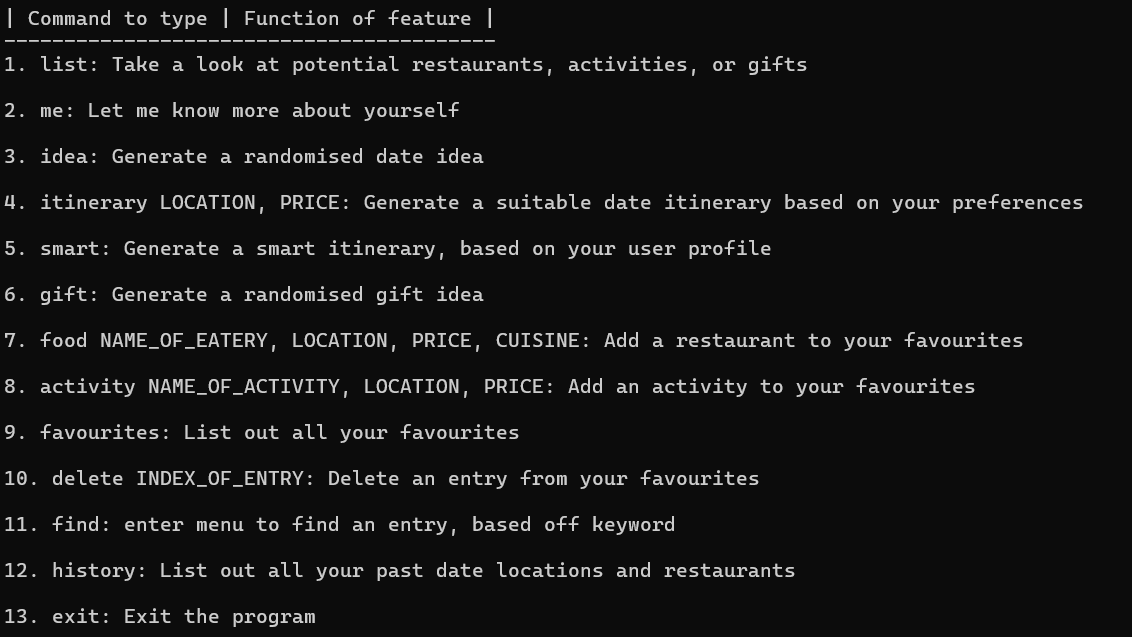 | Command to type | Function of feature |
-----------------------------------------
1. list: Take a look at potential restaurants, activities, or gifts
2. me: Let me know more about yourself
3. idea: Generate a randomised date idea
4. itinerary LOCATION, PRICE: Generate a suitable date itinerary based on your preferences
5. smart: Generate a smart itinerary, based on your user profile
6. gift: Generate a randomised gift idea
7. food NAME_OF_EATERY, LOCATION, PRICE, CUISINE: Add a restaurant to your favourites
8. activity NAME_OF_ACTIVITY, LOCATION, PRICE: Add an activity to your favourites
9. favourites: List out all your favourites
10. delete INDEX_OF_ENTRY: Delete an entry from your favourites
11. find: enter menu to find an entry, based off keyword
12. history: List out all your past date locations and restaurants
13. exit: Exit the program